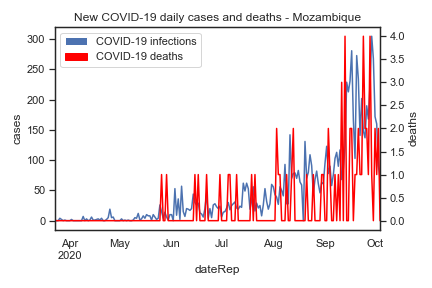 New COVID-19 daily cases and deaths - Mozambique
COVID-19 infections
COVID-19 deaths
300
250
200
150
100
50
0
cases
4.0
3.5
3.0
2.5
2.0
1.5
1.0
0.5
0.0
deaths
Apr May Jun Jul Aug Sep Oct
2020
dateRep